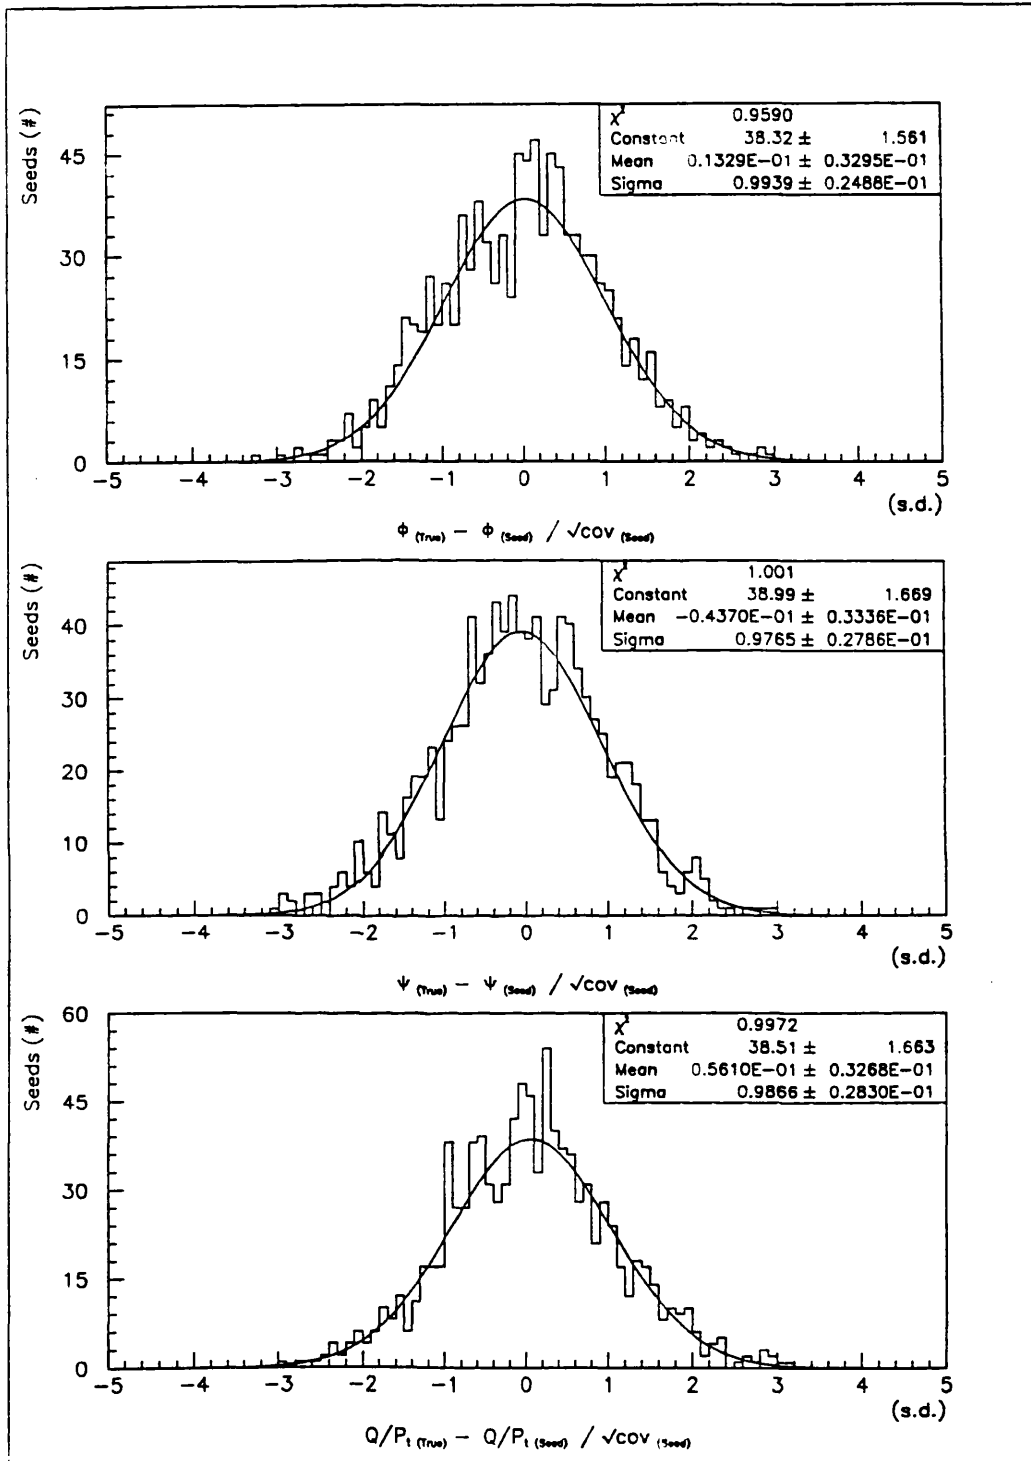 Seeds (#)
χ² 0.9590
Constant 38.32 ± 1.561
Mean 0.1329E−01 ± 0.3295E−01
Sigma 0.9939 ± 0.2488E−01
45
30
15
0
−5 −4 −3 −2 −1 0 1 2 3 4 5
(s.d.)
ϕ (True) − ϕ (Seed) / √cov (Seed)
Seeds (#)
χ² 1.001
Constant 38.99 ± 1.669
Mean −0.4370E−01 ± 0.3336E−01
Sigma 0.9765 ± 0.2786E−01
40
30
20
10
0
−5 −4 −3 −2 −1 0 1 2 3 4 5
(s.d.)
ψ (True) − ψ (Seed) / √cov (Seed)
Seeds (#)
χ² 0.9972
Constant 38.51 ± 1.663
Mean 0.5610E−01 ± 0.3268E−01
Sigma 0.9866 ± 0.2830E−01
60
45
30
15
0
−5 −4 −3 −2 −1 0 1 2 3 4 5
(s.d.)
Q/Pt (True) − Q/Pt (Seed) / √cov (Seed)